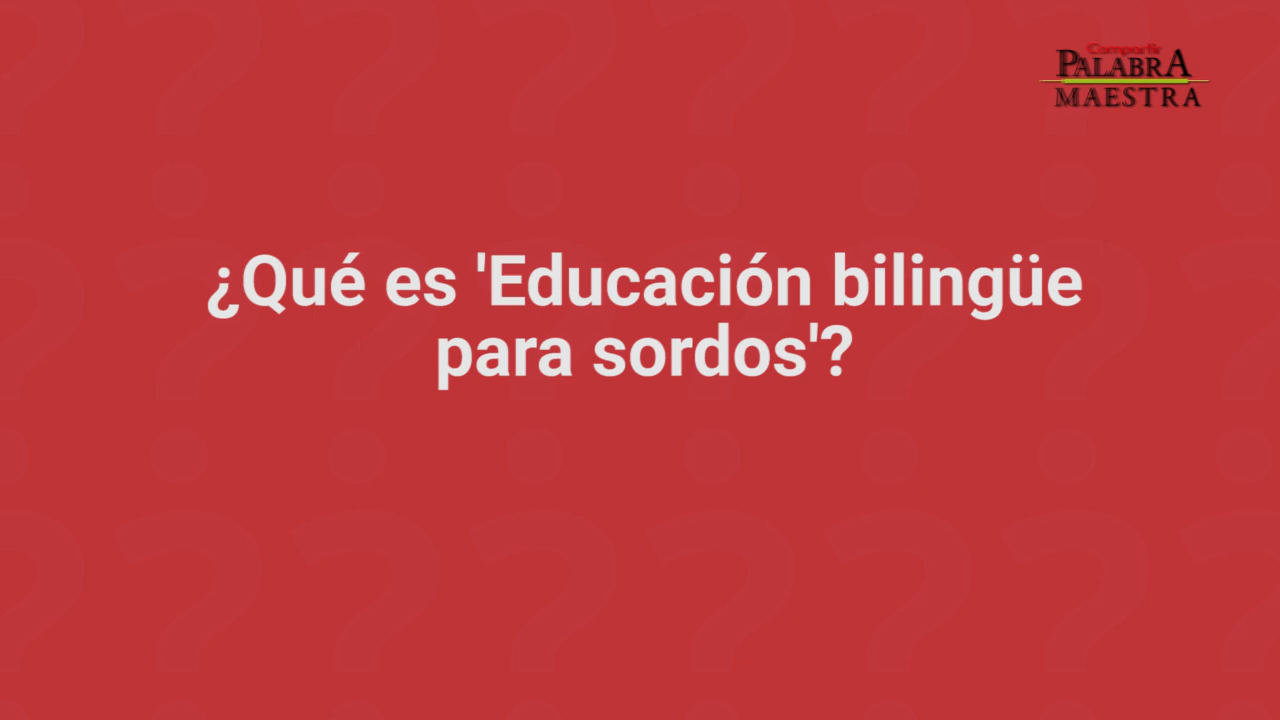 Compartir
PALABRA
MAESTRA
¿Qué es 'Educación bilingüe
para sordos'?